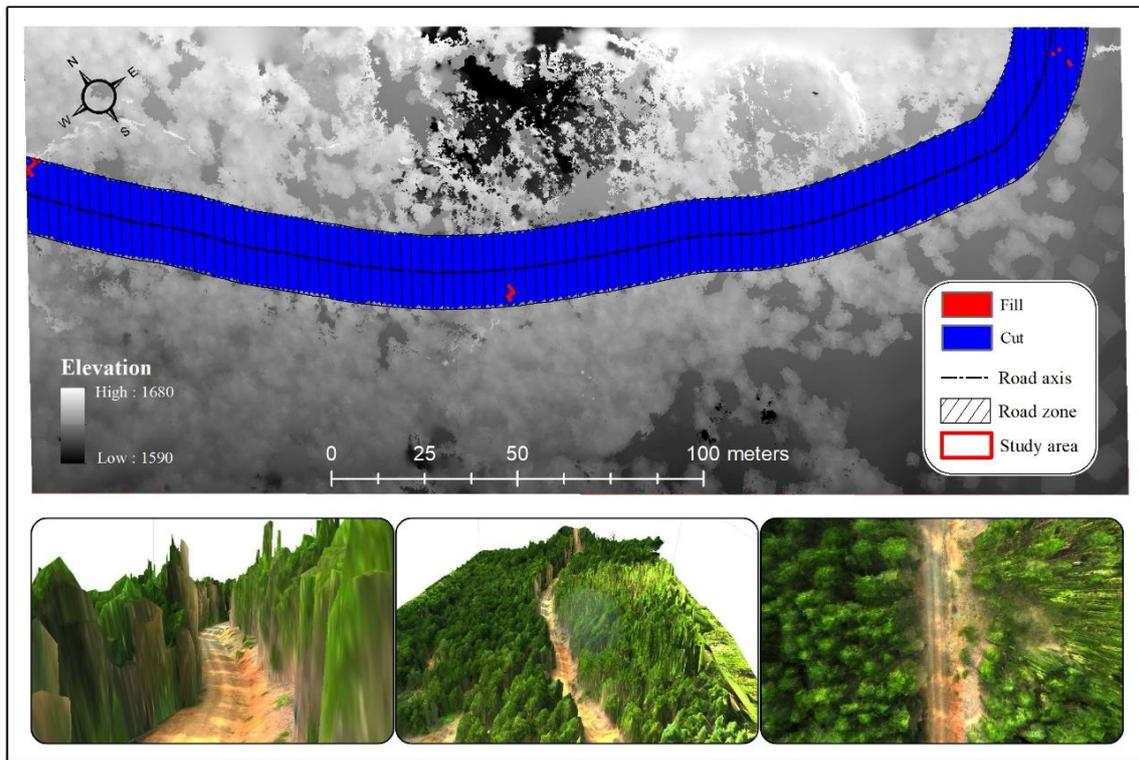 N
E
W
S
Fill
Cut
Elevation
High : 1680
Road axis
Road zone
Low : 1590
0 25 50 100 meters
Study area